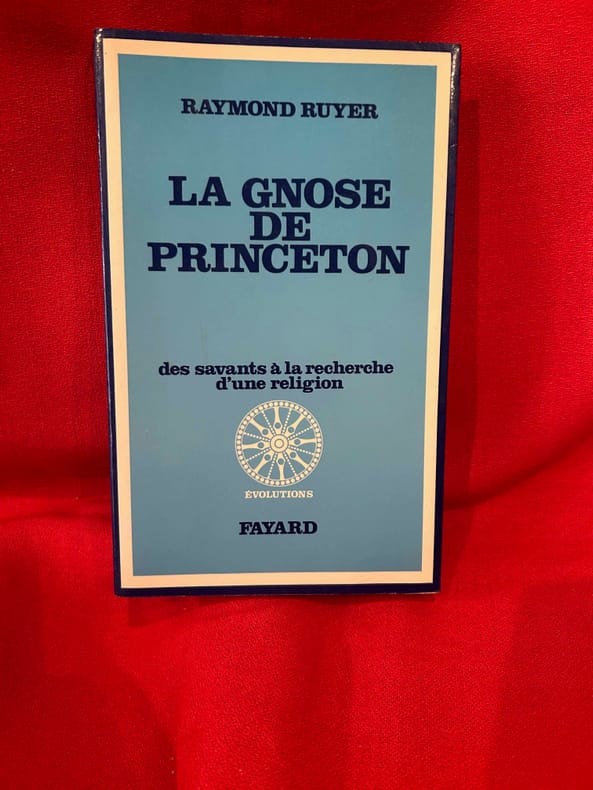 RAYMOND RUYER
LA GNOSE
DE
PRINCETON
des savants à la recherche
d'une religion
ÉVOLUTIONS
FAYARD